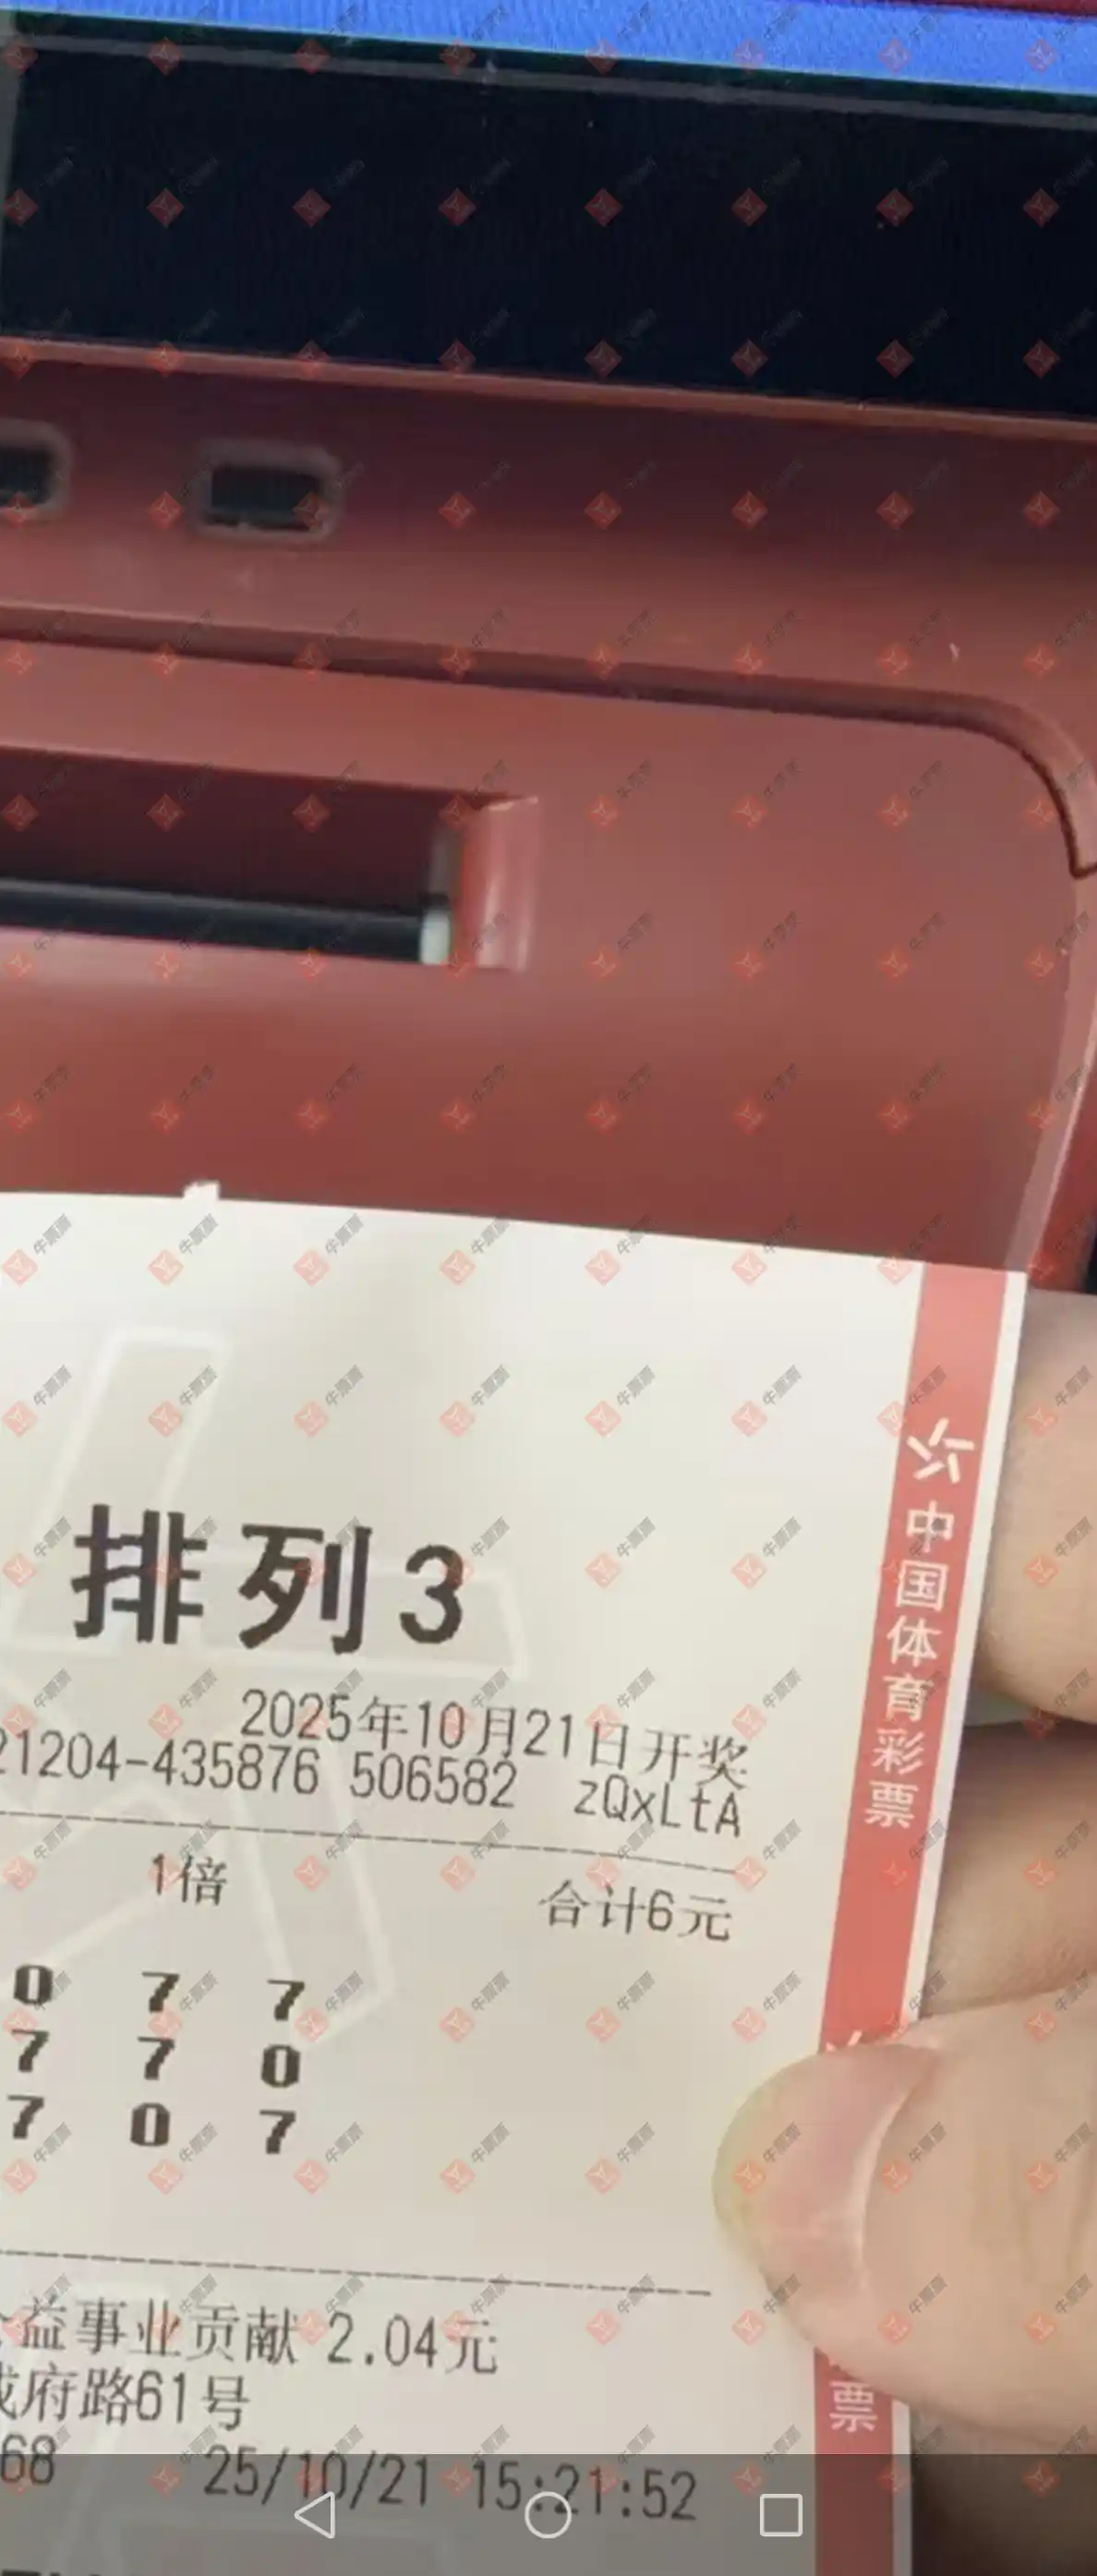 排列3
2025年10月21日开奖
21204-435876 506582 zQxLtA
1倍 合计6元
0 7 7
7 7 0
7 0 7
益事业贡献 2.04元
府路61号
68 25/10/21 15:21:52
中国体育彩票
票
牛票票